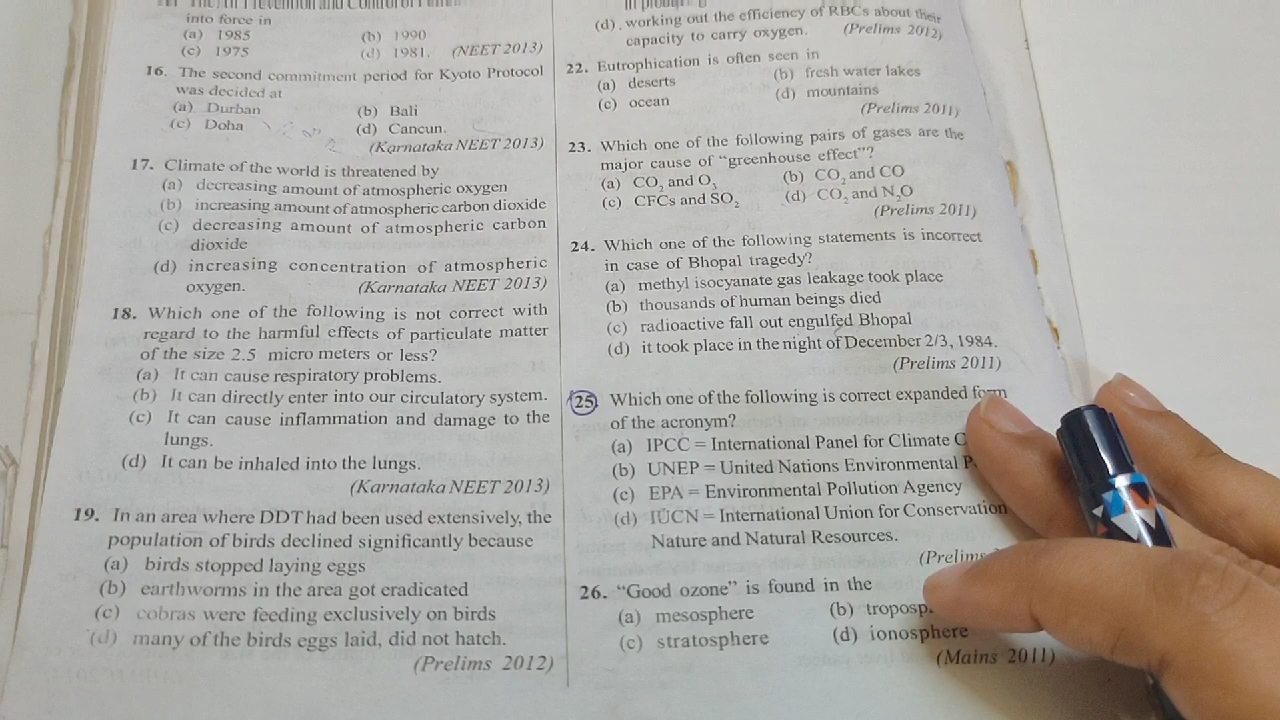 into force in
(a) 1985 (b) 1990
(c) 1975 (d) 1981. (NEET 2013)
16. The second commitment period for Kyoto Protocol
was decided at
(a) Durban (b) Bali
(c) Doha (d) Cancun.
(Karnataka NEET 2013)
17. Climate of the world is threatened by
(a) decreasing amount of atmospheric oxygen
(b) increasing amount of atmospheric carbon dioxide
(c) decreasing amount of atmospheric carbon
dioxide
(d) increasing concentration of atmospheric
oxygen. (Karnataka NEET 2013)
18. Which one of the following is not correct with
regard to the harmful effects of particulate matter
of the size 2.5 micro meters or less?
(a) It can cause respiratory problems.
(b) It can directly enter into our circulatory system.
(c) It can cause inflammation and damage to the
lungs.
(d) It can be inhaled into the lungs.
(Karnataka NEET 2013)
19. In an area where DDT had been used extensively, the
population of birds declined significantly because
(a) birds stopped laying eggs
(b) earthworms in the area got eradicated
(c) cobras were feeding exclusively on birds
(d) many of the birds eggs laid, did not hatch.
(Prelims 2012)
(d) working out the efficiency of RBCs about their
capacity to carry oxygen. (Prelims 2012)
22. Eutrophication is often seen in
(a) deserts (b) fresh water lakes
(c) ocean (d) mountains
(Prelims 2011)
23. Which one of the following pairs of gases are the
major cause of “greenhouse effect”?
(a) CO₂ and O₃ (b) CO₂ and CO
(c) CFCs and SO₂ (d) CO₂ and N₂O
(Prelims 2011)
24. Which one of the following statements is incorrect
in case of Bhopal tragedy?
(a) methyl isocyanate gas leakage took place
(b) thousands of human beings died
(c) radioactive fall out engulfed Bhopal
(d) it took place in the night of December 2/3, 1984.
(Prelims 2011)
25. Which one of the following is correct expanded form
of the acronym?
(a) IPCC = International Panel for Climate
(b) UNEP = United Nations Environmental
(c) EPA = Environmental Pollution Agency
(d) IUCN = International Union for Conservation
Nature and Natural Resources.
(Prelims
26. “Good ozone” is found in the
(a) mesosphere (b)
(c) stratosphere (d) ionosphere
(Mains 2011)